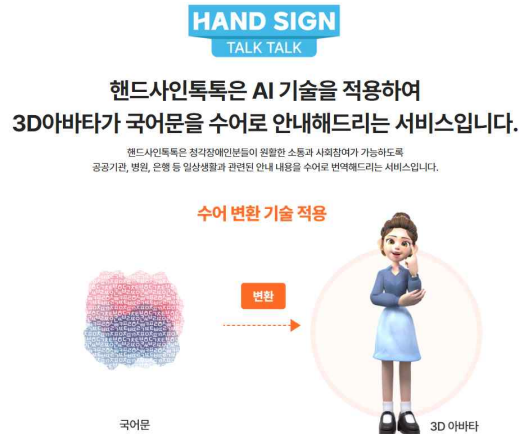 HAND SIGN
TALK TALK
핸드사인톡톡은 AI 기술을 적용하여
3D아바타가 국어문을 수어로 안내해드리는 서비스입니다.
핸드사인톡톡은 청각장애인분들이 원활한 소통과 사회참여가 가능하도록
공공기관, 병원, 은행 등 일상생활과 관련된 안내 내용을 수어로 번역해드리는 서비스입니다.
수어 변환 기술 적용
변환
국어문
3D 아바타